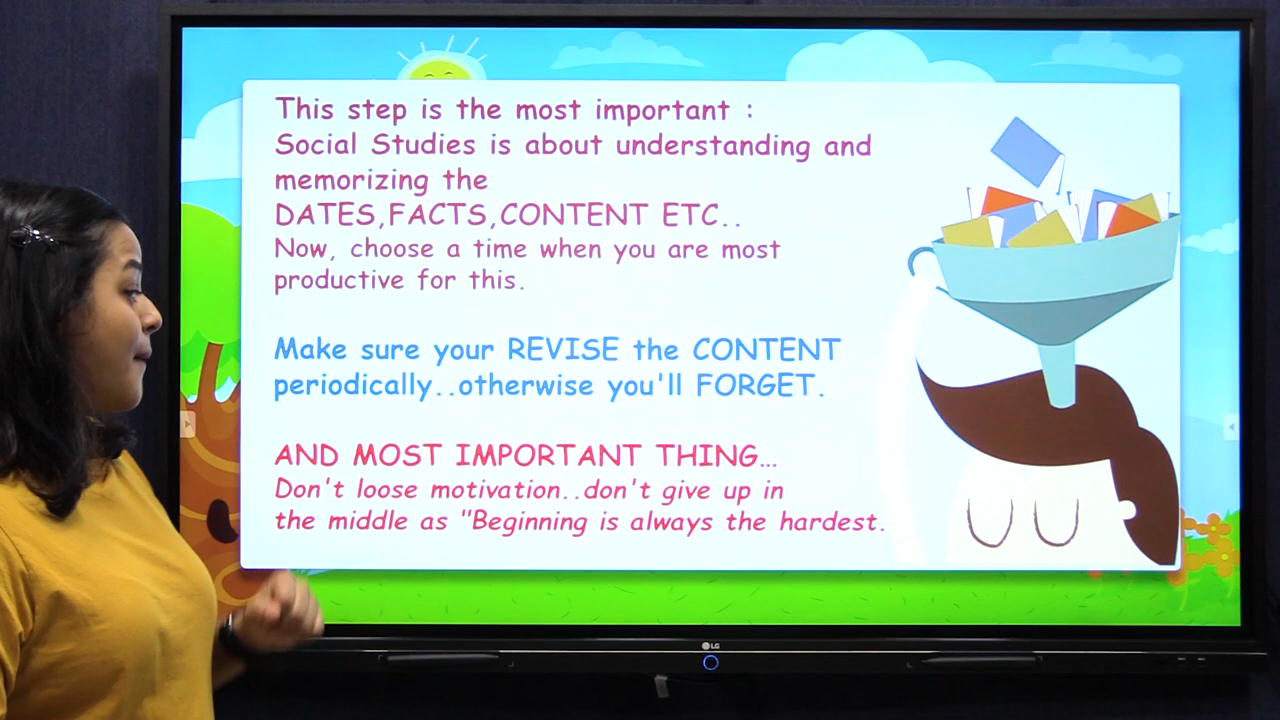 This step is the most important :
Social Studies is about understanding and
memorizing the
DATES,FACTS,CONTENT ETC..
Now, choose a time when you are most
productive for this.
Make sure your REVISE the CONTENT
periodically..otherwise you'll FORGET.
AND MOST IMPORTANT THING...
Don't loose motivation..don't give up in
the middle as "Beginning is always the hardest.
LG